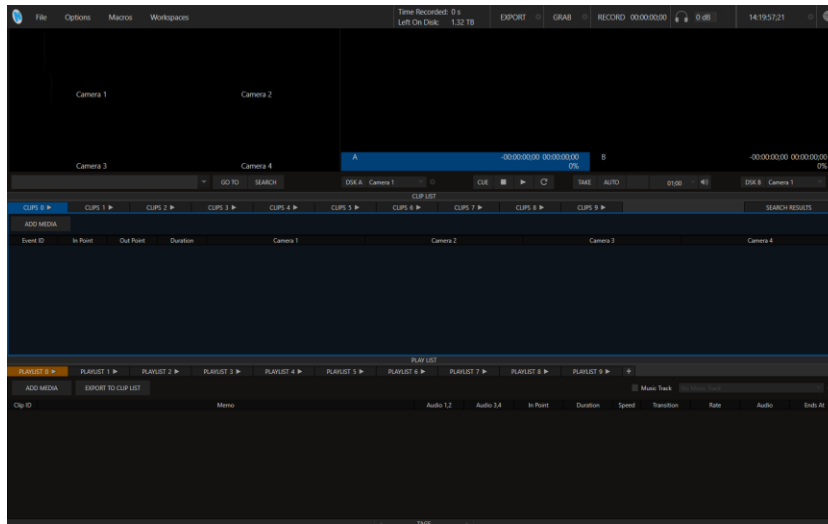 File Options Macros Workspaces Time Recorded: 0 s EXPORT GRAB RECORD 00:00:00;00 0 dB 14:19:57;21
Left On Disk: 1.32 TB
Camera 1 Camera 2
Camera 3 Camera 4
A -00:00:00;00 00:00:00;00 B -00:00:00;00 00:00:00;00
0% 0%
GO TO SEARCH DSK A Camera 1 CUE TAKE AUTO 01;00 DSK B Camera 1
CLIP LIST
CLIPS 0 CLIPS 1 CLIPS 2 CLIPS 3 CLIPS 4 CLIPS 5 CLIPS 6 CLIPS 7 CLIPS 8 CLIPS 9 SEARCH RESULTS
ADD MEDIA
Event ID In Point Out Point Duration Camera 1 Camera 2 Camera 3 Camera 4
PLAY LIST
PLAYLIST 0 PLAYLIST 1 PLAYLIST 2 PLAYLIST 3 PLAYLIST 4 PLAYLIST 5 PLAYLIST 6 PLAYLIST 7 PLAYLIST 8 PLAYLIST 9 +
ADD MEDIA EXPORT TO CLIP LIST Music Track No Music Track
Clip ID Memo Audio 1,2 Audio 3,4 In Point Duration Speed Transition Rate Audio Ends At
TAGS